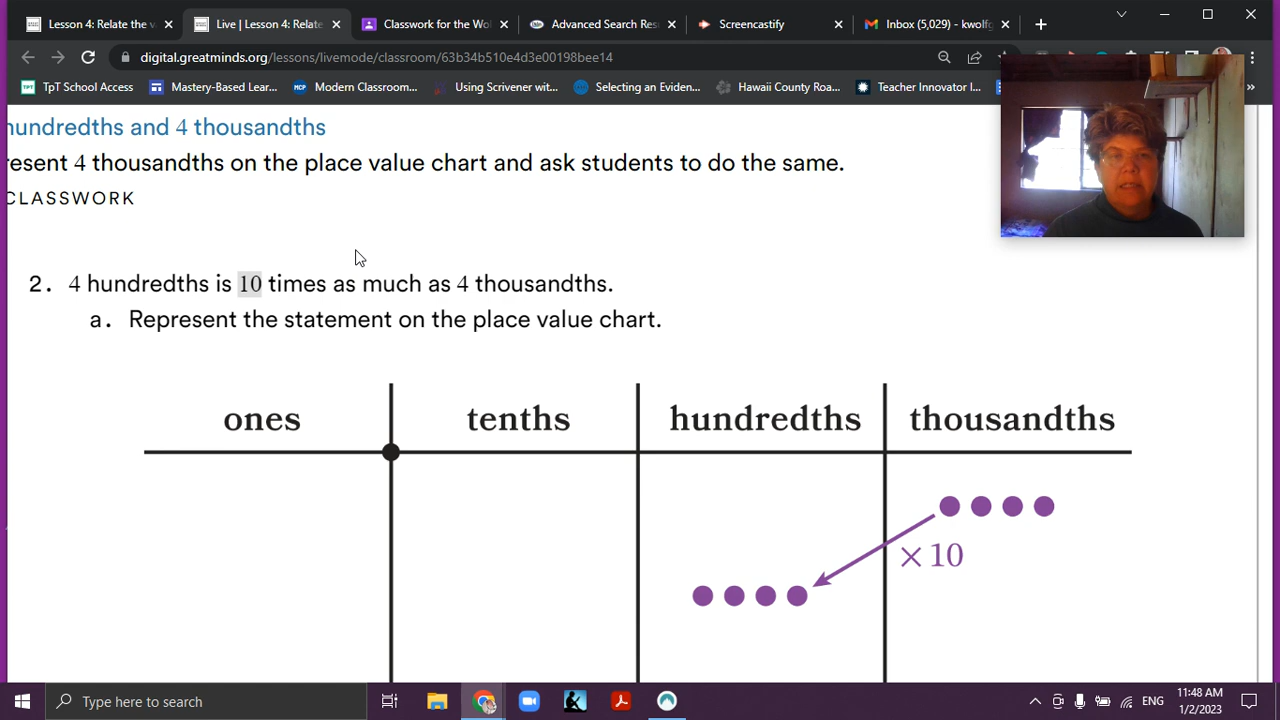 Lesson 4: Relate the v
Live | Lesson 4: Relate
Classwork for the Wol
Advanced Search Res
Screencastify
Inbox (5,029) - kwolfg
digital.greatminds.org/lessons/livemode/classroom/63b34b510e4d3e00198bee14
TPT School Access
Mastery-Based Lear...
MCP Modern Classroom...
Using Scrivener wit...
Selecting an Eviden...
Hawaii County Roa...
Teacher Innovator I...
»
hundredths and 4 thousandths
resent 4 thousandths on the place value chart and ask students to do the same.
CLASSWORK
2. 4 hundredths is 10 times as much as 4 thousandths.
a. Represent the statement on the place value chart.
ones tenths hundredths thousandths
× 10
Type here to search
ENG
11:48 AM
1/2/2023